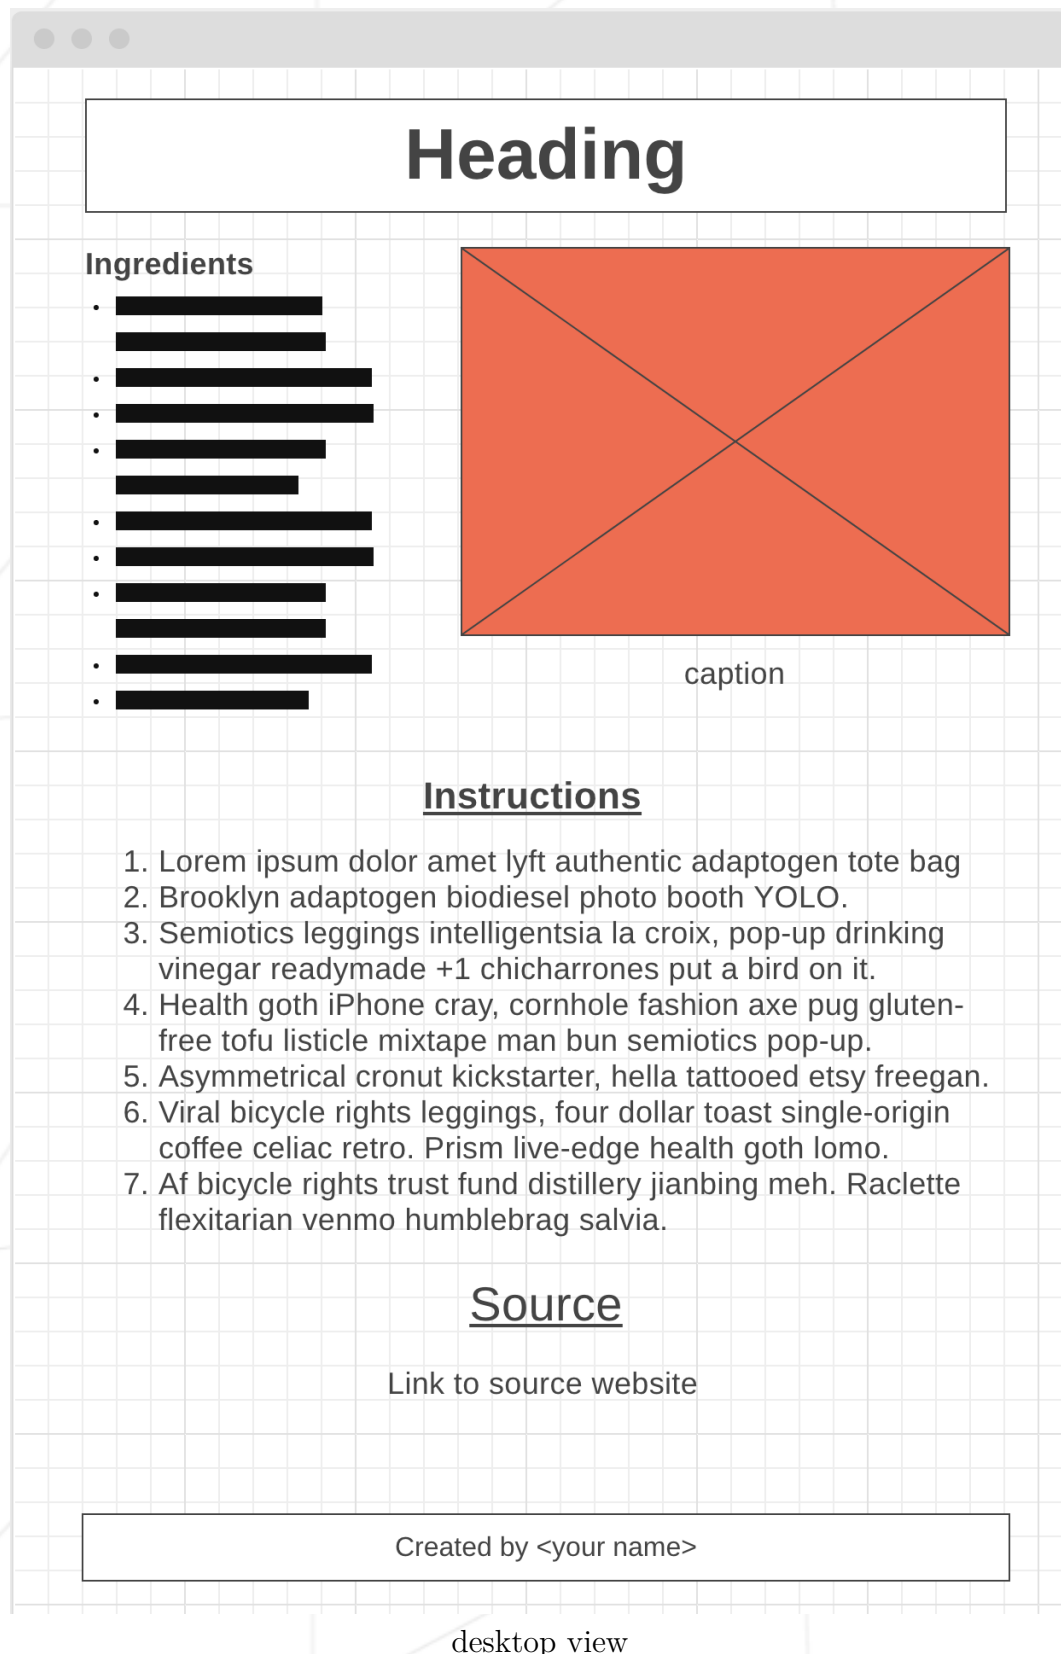 Heading
Ingredients
caption
Instructions
1. Lorem ipsum dolor amet lyft authentic adaptogen tote bag
2. Brooklyn adaptogen biodiesel photo booth YOLO.
3. Semiotics leggings intelligentsia la croix, pop-up drinking
vinegar readymade +1 chicharrones put a bird on it.
4. Health goth iPhone cray, cornhole fashion axe pug gluten-
free tofu listicle mixtape man bun semiotics pop-up.
5. Asymmetrical cronut kickstarter, hella tattooed etsy freegan.
6. Viral bicycle rights leggings, four dollar toast single-origin
coffee celiac retro. Prism live-edge health goth lomo.
7. Af bicycle rights trust fund distillery jianbing meh. Raclette
flexitarian venmo humblebrag salvia.
Source
Link to source website
Created by <your name>
desktop view